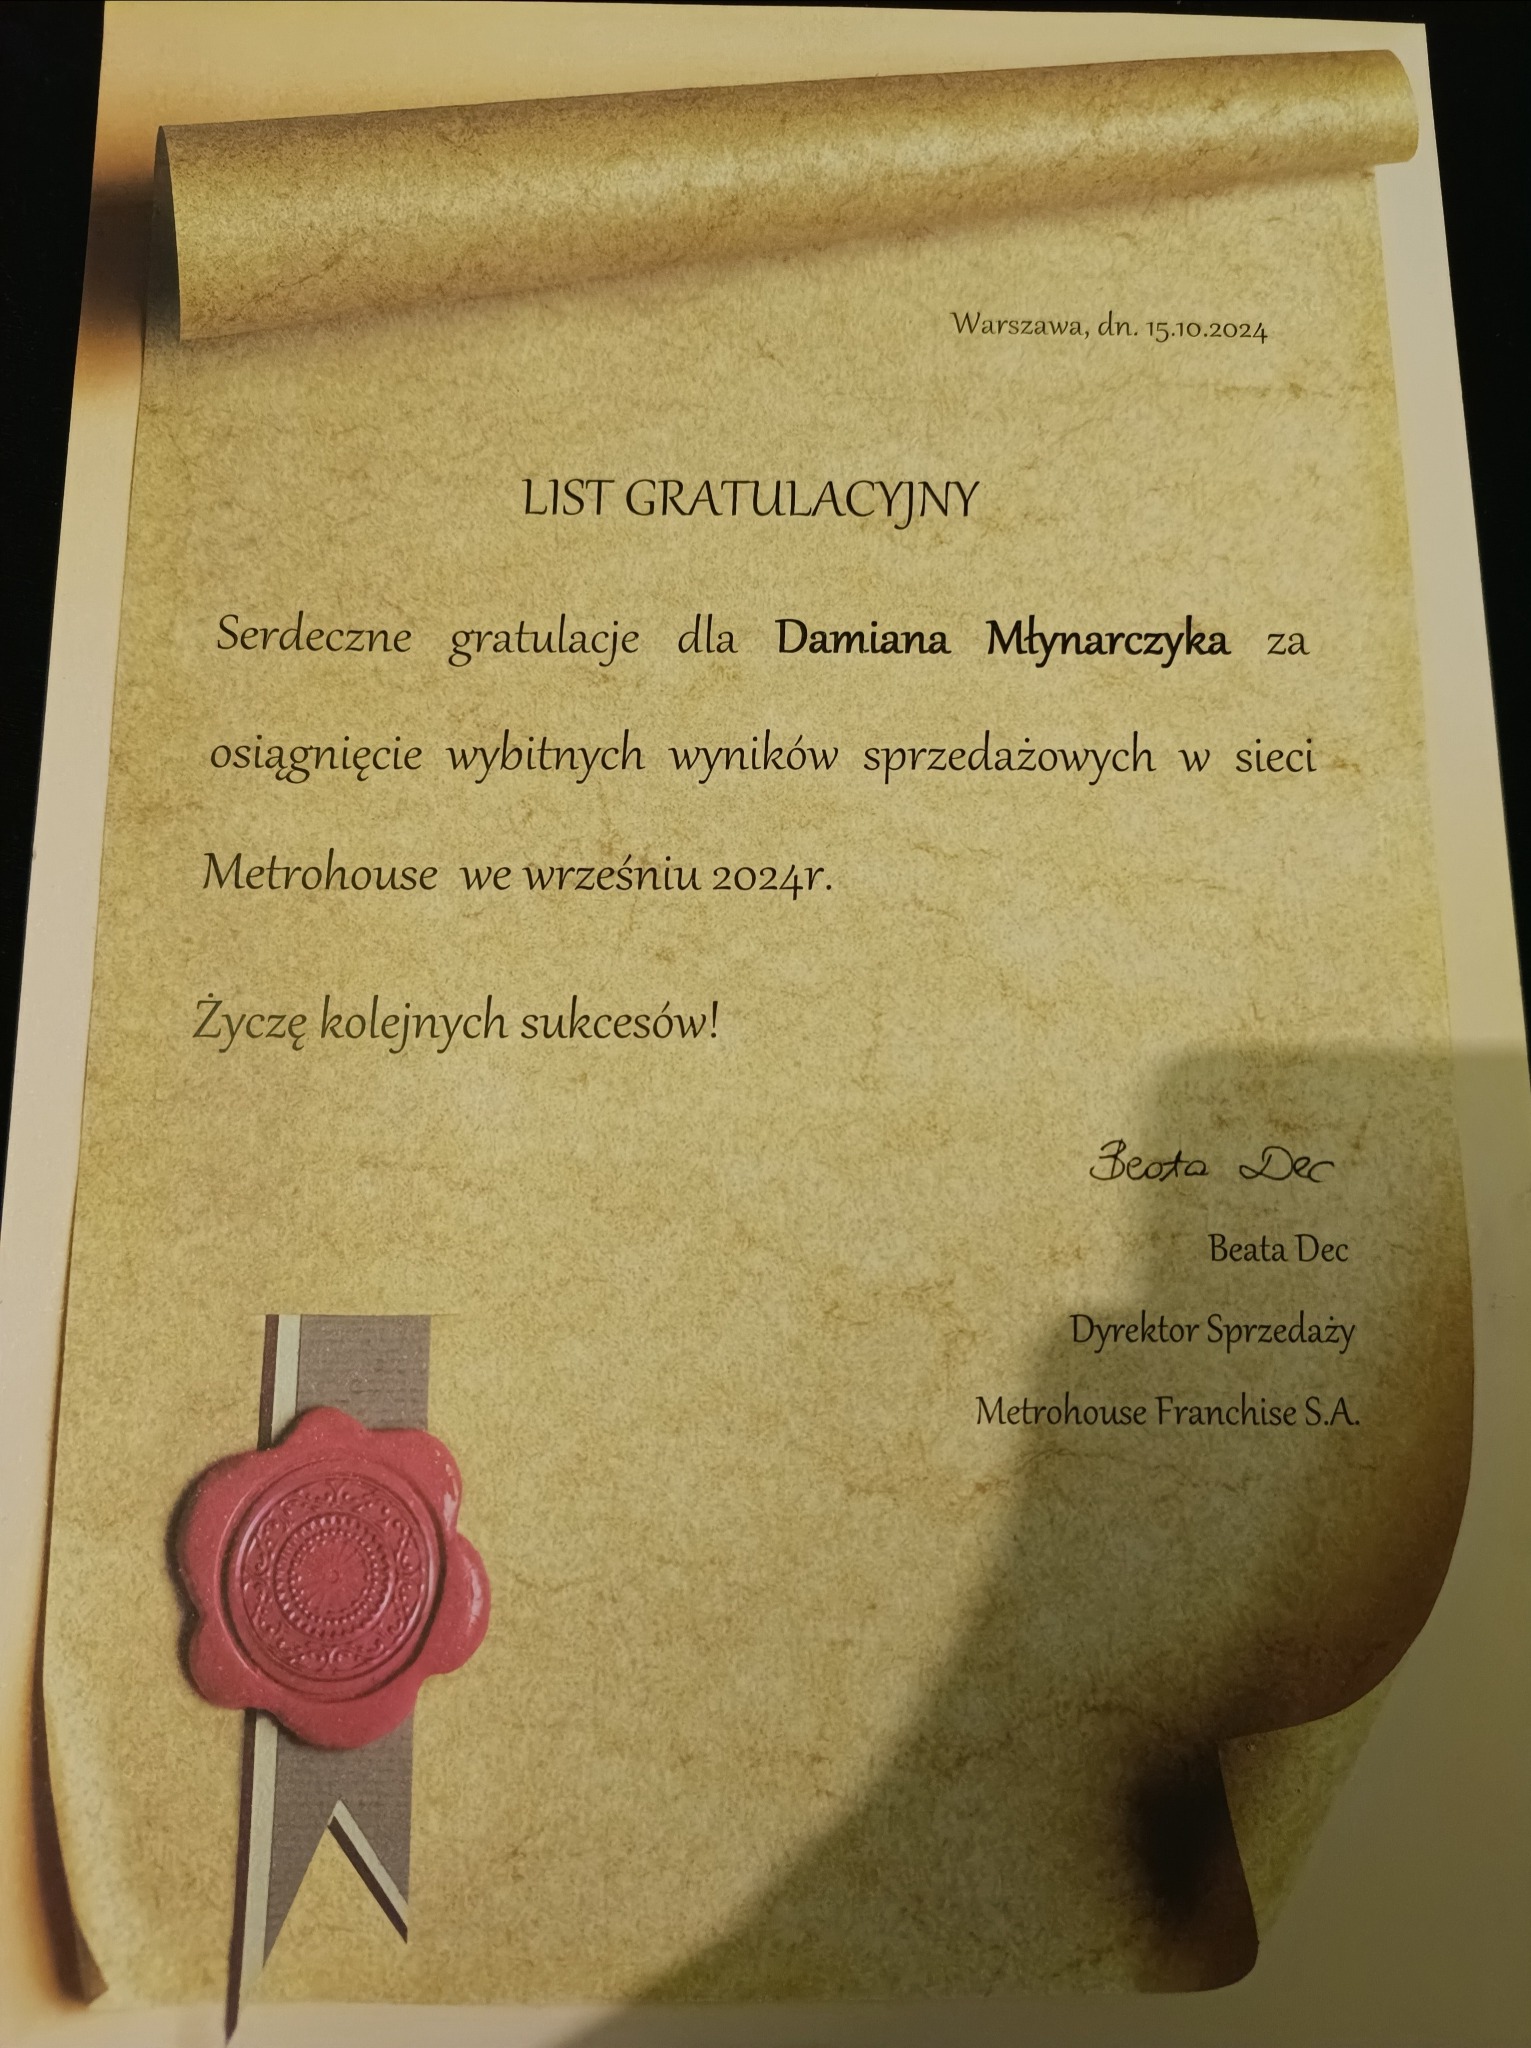 Warszawa, dn. 15.10.2024
LIST GRATULACYJNY
Serdeczne gratulacje dla Damiana Młynarczyka za
osiągnięcie wybitnych wyników sprzedażowych w sieci
Metrohouse we wrześniu 2024r.
Życzę kolejnych sukcesów!
Beata Dec
Beata Dec
Dyrektor Sprzedaży
Metrohouse Franchise S.A.